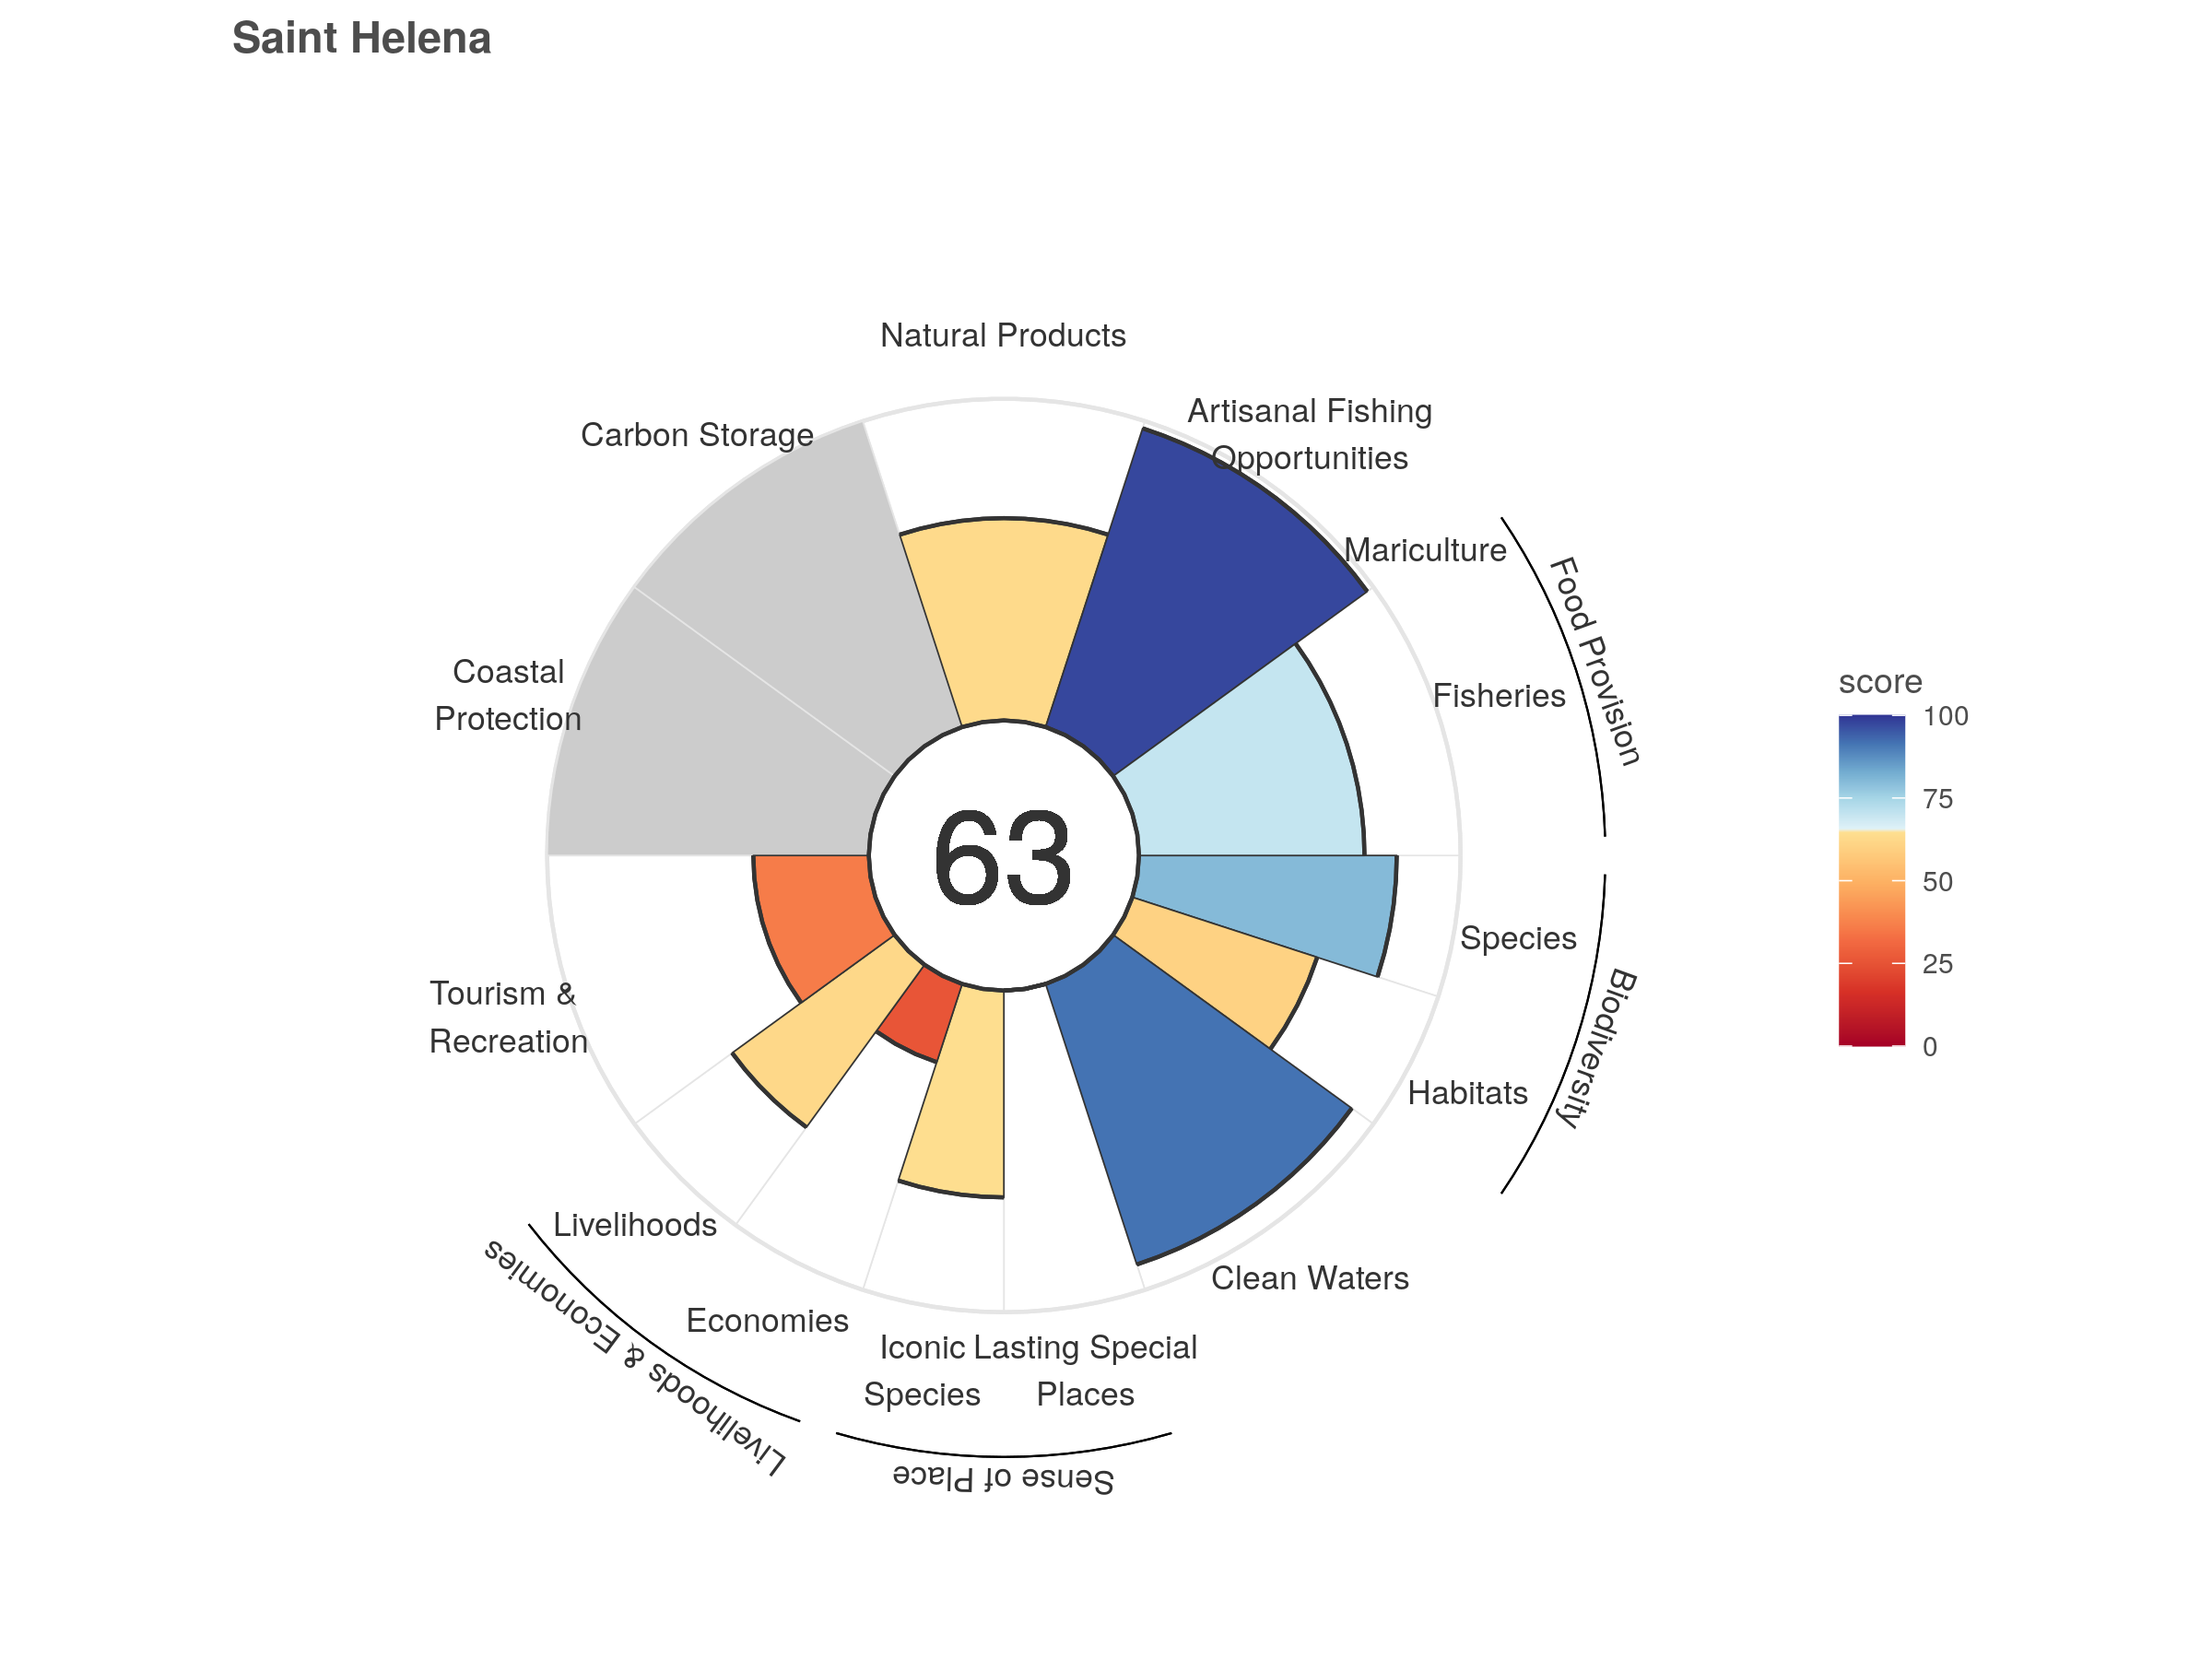 Saint Helena
Natural Products
Artisanal Fishing
Opportunities
Carbon Storage
Mariculture
Food Provision
Fisheries
Coastal
Protection
score
100
75
50
25
0
63
Species
Biodiversity
Habitats
Tourism &
Recreation
Livelihoods
Livelihoods & Economies
Economies
Clean Waters
Iconic
Species
Lasting Special
Places
Sense of Place